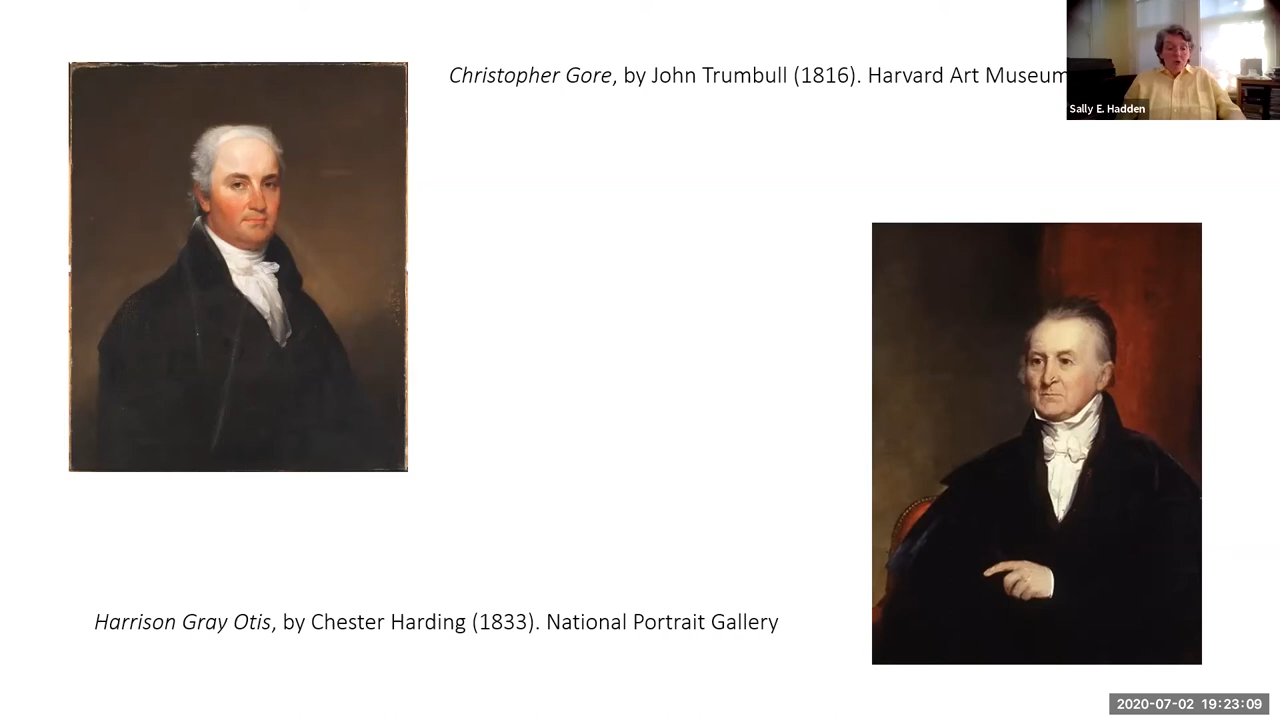 Christopher Gore, by John Trumbull (1816). Harvard Art Museum
Sally E. Hadden
Harrison Gray Otis, by Chester Harding (1833). National Portrait Gallery
2020-07-02 19:23:09